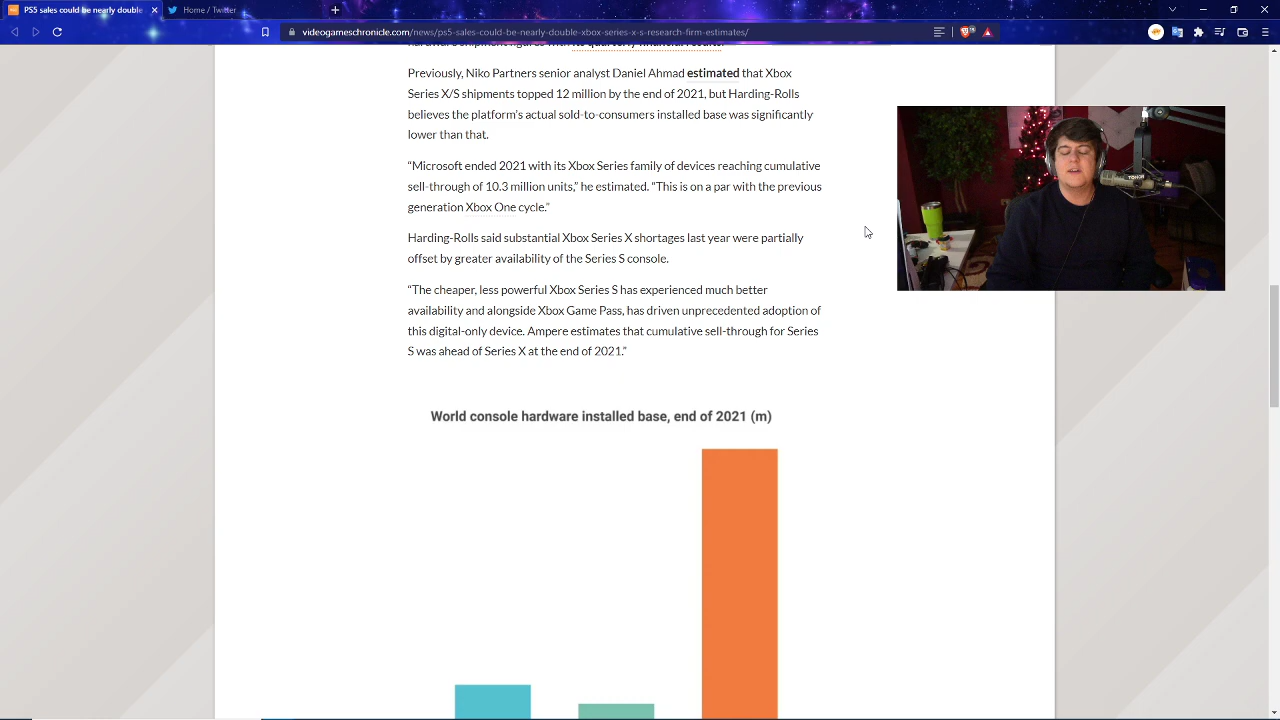 PS5 sales could be nearly double
Home / Twitter
videogameschronicle.com/news/ps5-sales-could-be-nearly-double-xbox-series-x-s-research-firm-estimates/
hardware shipment figures with its quarterly financial results.
Previously, Niko Partners senior analyst Daniel Ahmad estimated that Xbox
Series X/S shipments topped 12 million by the end of 2021, but Harding-Rolls
believes the platform's actual sold-to-consumers installed base was significantly
lower than that.
“Microsoft ended 2021 with its Xbox Series family of devices reaching cumulative
sell-through of 10.3 million units,” he estimated. “This is on a par with the previous
generation Xbox One cycle.”
Harding-Rolls said substantial Xbox Series X shortages last year were partially
offset by greater availability of the Series S console.
“The cheaper, less powerful Xbox Series S has experienced much better
availability and alongside Xbox Game Pass, has driven unprecedented adoption of
this digital-only device. Ampere estimates that cumulative sell-through for Series
S was ahead of Series X at the end of 2021.”
World console hardware installed base, end of 2021 (m)